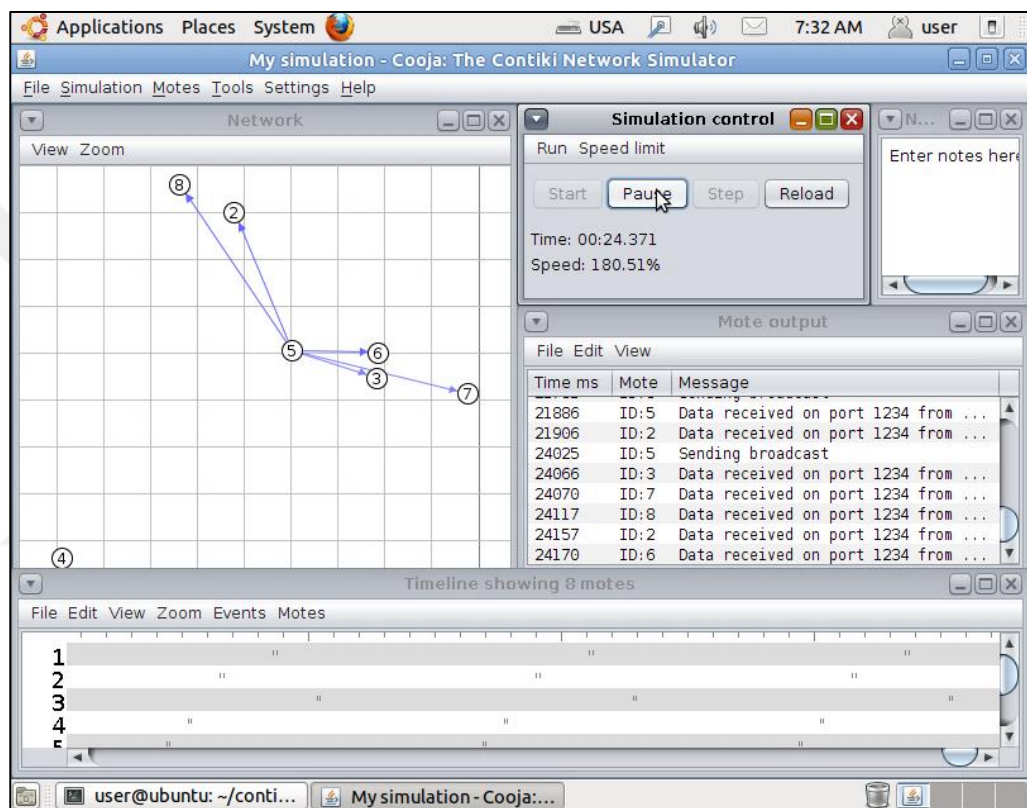 Applications Places System USA 7:32 AM user
My simulation - Cooja: The Contiki Network Simulator
File Simulation Motes Tools Settings Help
Network
View Zoom
8
2
5
6
3
7
4
Simulation control
Run Speed limit
Start Pause Step Reload
Time: 00:24.371
Speed: 180.51%
N...
Enter notes here
Mote output
File Edit View
Time ms Mote Message
21886 ID:5 Data received on port 1234 from ...
21906 ID:2 Data received on port 1234 from ...
24025 ID:5 Sending broadcast
24066 ID:3 Data received on port 1234 from ...
24070 ID:7 Data received on port 1234 from ...
24117 ID:8 Data received on port 1234 from ...
24157 ID:2 Data received on port 1234 from ...
24170 ID:6 Data received on port 1234 from ...
Timeline showing 8 motes
File Edit View Zoom Events Motes
1
2
3
4
5
user@ubuntu: ~/conti... My simulation - Cooja:...